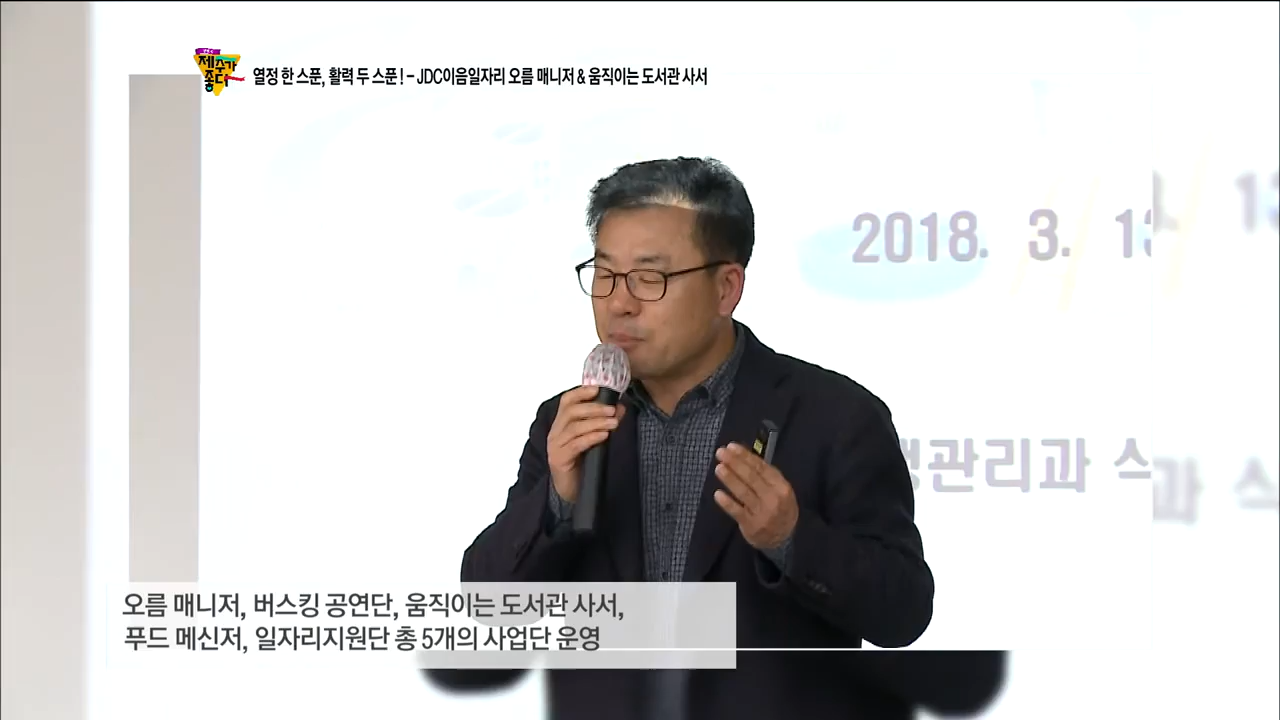 제주가
좋다
열정 한 스푼, 활력 두 스푼! - JDC이음일자리 오름 매니저 & 움직이는 도서관 사서
2018. 3. 13
생관리과 스
오름 매니저, 버스킹 공연단, 움직이는 도서관 사서,
푸드 메신저, 일자리지원단 총 5개의 사업단 운영